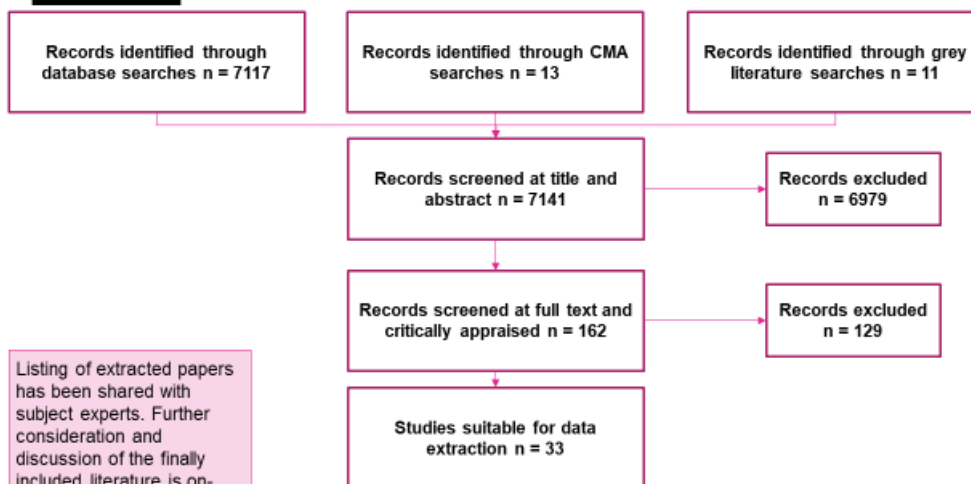 Records identified through
database searches n = 7117
Records identified through CMA
searches n = 13
Records identified through grey
literature searches n = 11
Records screened at title and
abstract n = 7141
Records excluded
n = 6979
Records screened at full text and
critically appraised n = 162
Records excluded
n = 129
Listing of extracted papers
has been shared with
subject experts. Further
consideration and
discussion of the finally
included literature is on-
Studies suitable for data
extraction n = 33